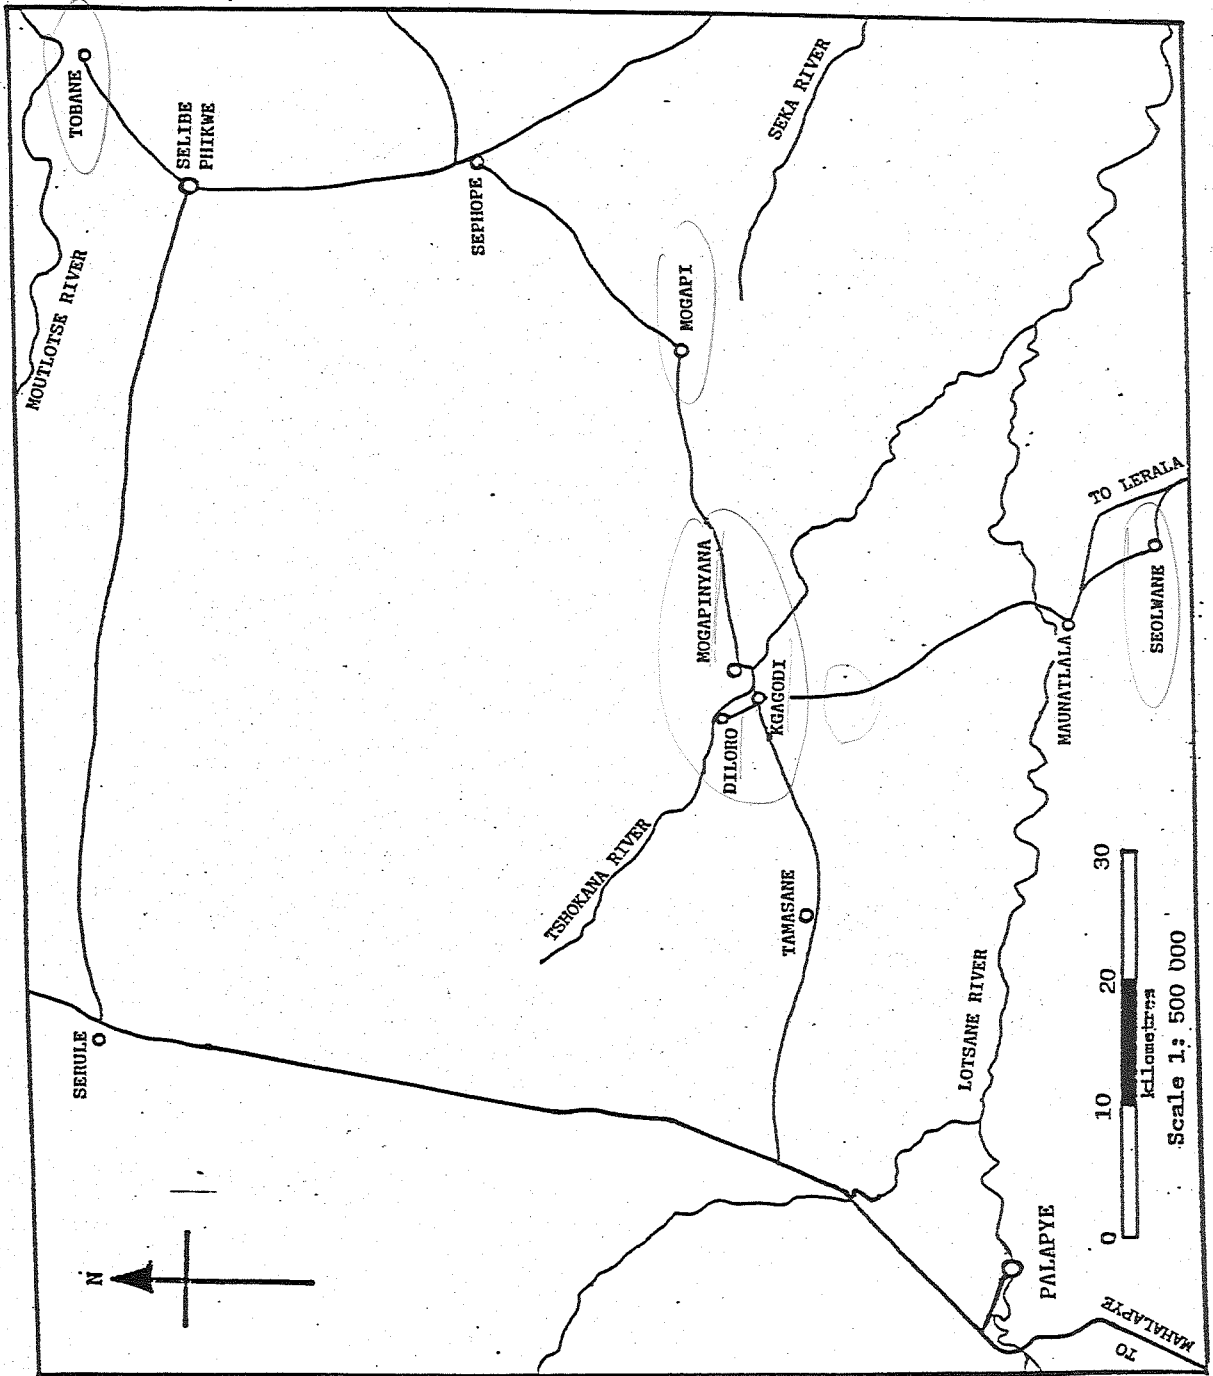 TOBANE
SELIBE
PHIKWE
MOUTLOTSE RIVER
SERULE
N
SEPHOPE
SEKA RIVER
MOGAPI
MOGAPINYANA
DILORO
KGAGODI
TSHOKANA RIVER
TAMASANE
TO LERALA
SEOLWANE
MAUNATLALA
LOTSANE RIVER
PALAPYE
TO
MAHALAPYE
0 10 20 30
kilometres
Scale 1: 500 000